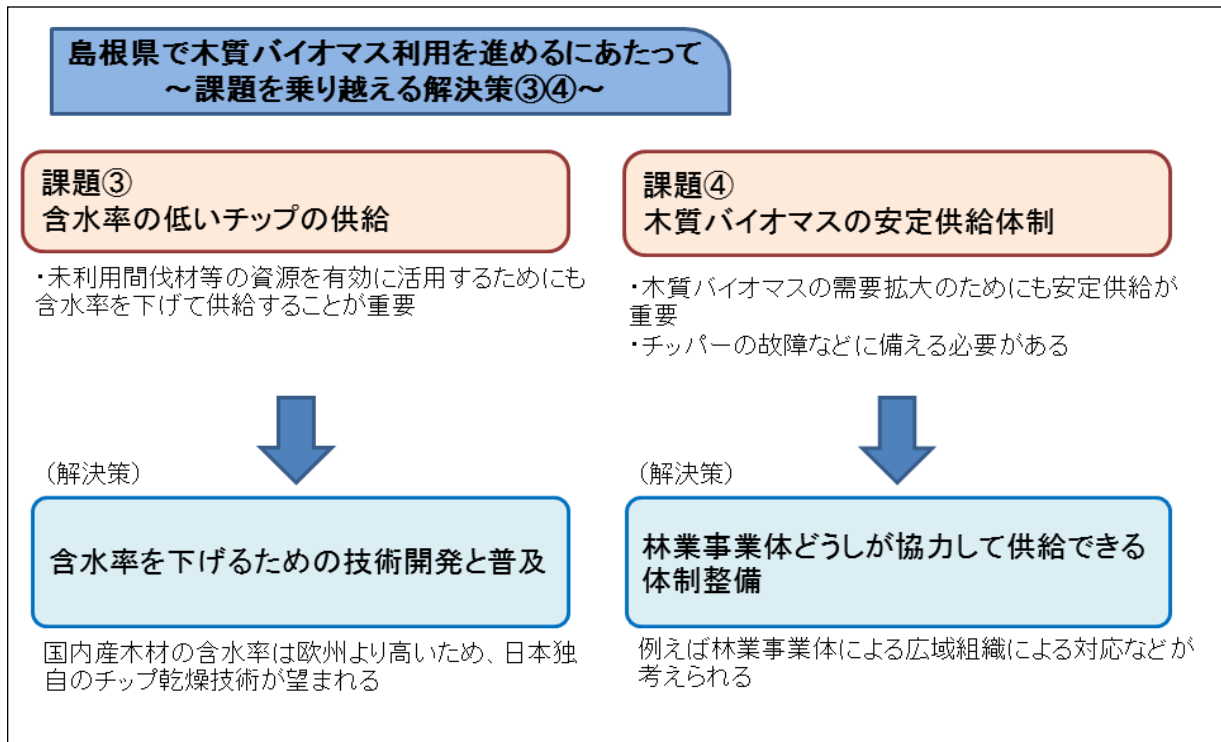 島根県で木質バイオマス利用を進めるにあたって
～課題を乗り越える解決策③④～
課題③
含水率の低いチップの供給
・未利用間伐材等の資源を有効に活用するためにも
含水率を下げて供給することが重要
（解決策）
含水率を下げるための技術開発と普及
国内産木材の含水率は欧州より高いため、日本独
自のチップ乾燥技術が望まれる
課題④
木質バイオマスの安定供給体制
・木質バイオマスの需要拡大のためにも安定供給が
重要
・チッパーの故障などに備える必要がある
（解決策）
林業事業体どうしが協力して供給できる
体制整備
例えば林業事業体による広域組織による対応などが
考えられる